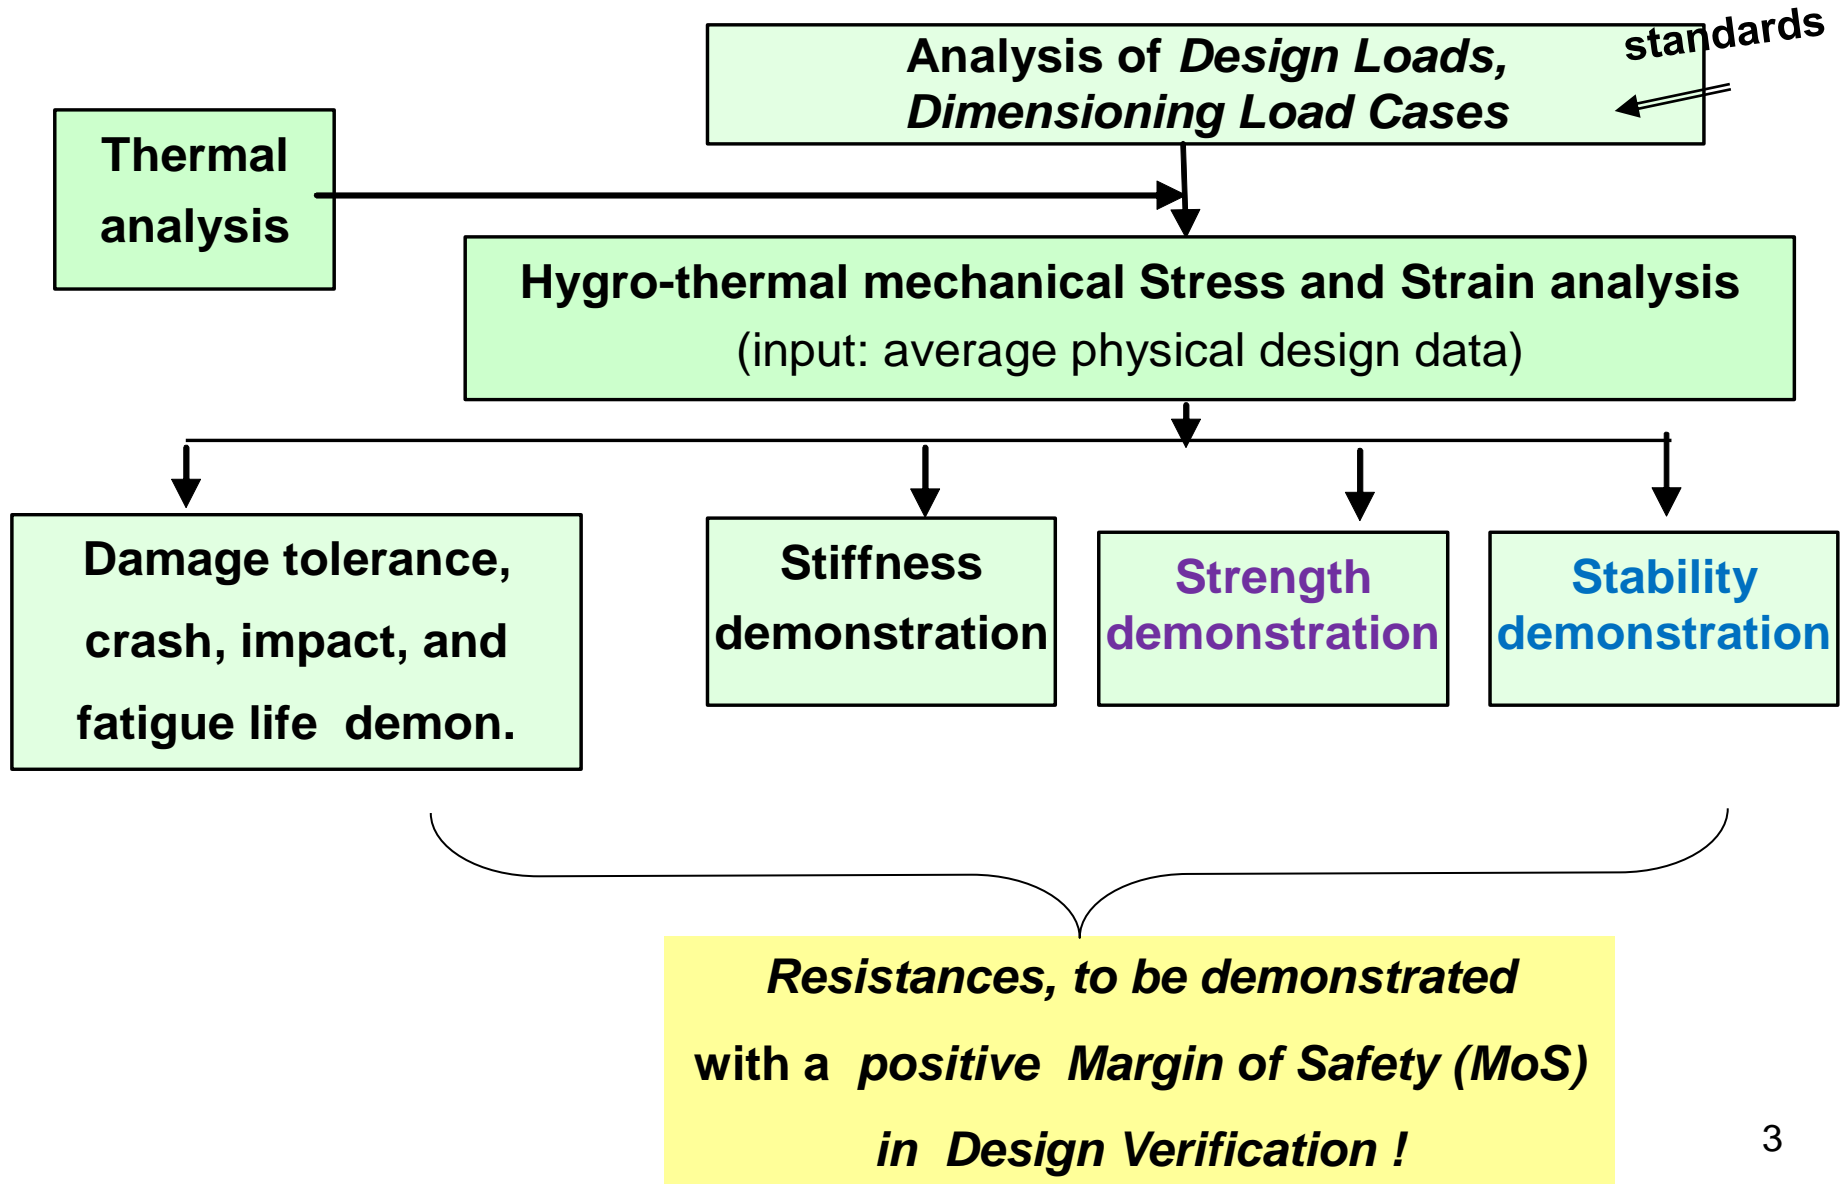 standards
Analysis of Design Loads,
Dimensioning Load Cases
Thermal
analysis
Hygro-thermal mechanical Stress and Strain analysis
(input: average physical design data)
Damage tolerance,
crash, impact, and
fatigue life demon.
Stiffness
demonstration
Strength
demonstration
Stability
demonstration
Resistances, to be demonstrated
with a positive Margin of Safety (MoS)
in Design Verification !
3